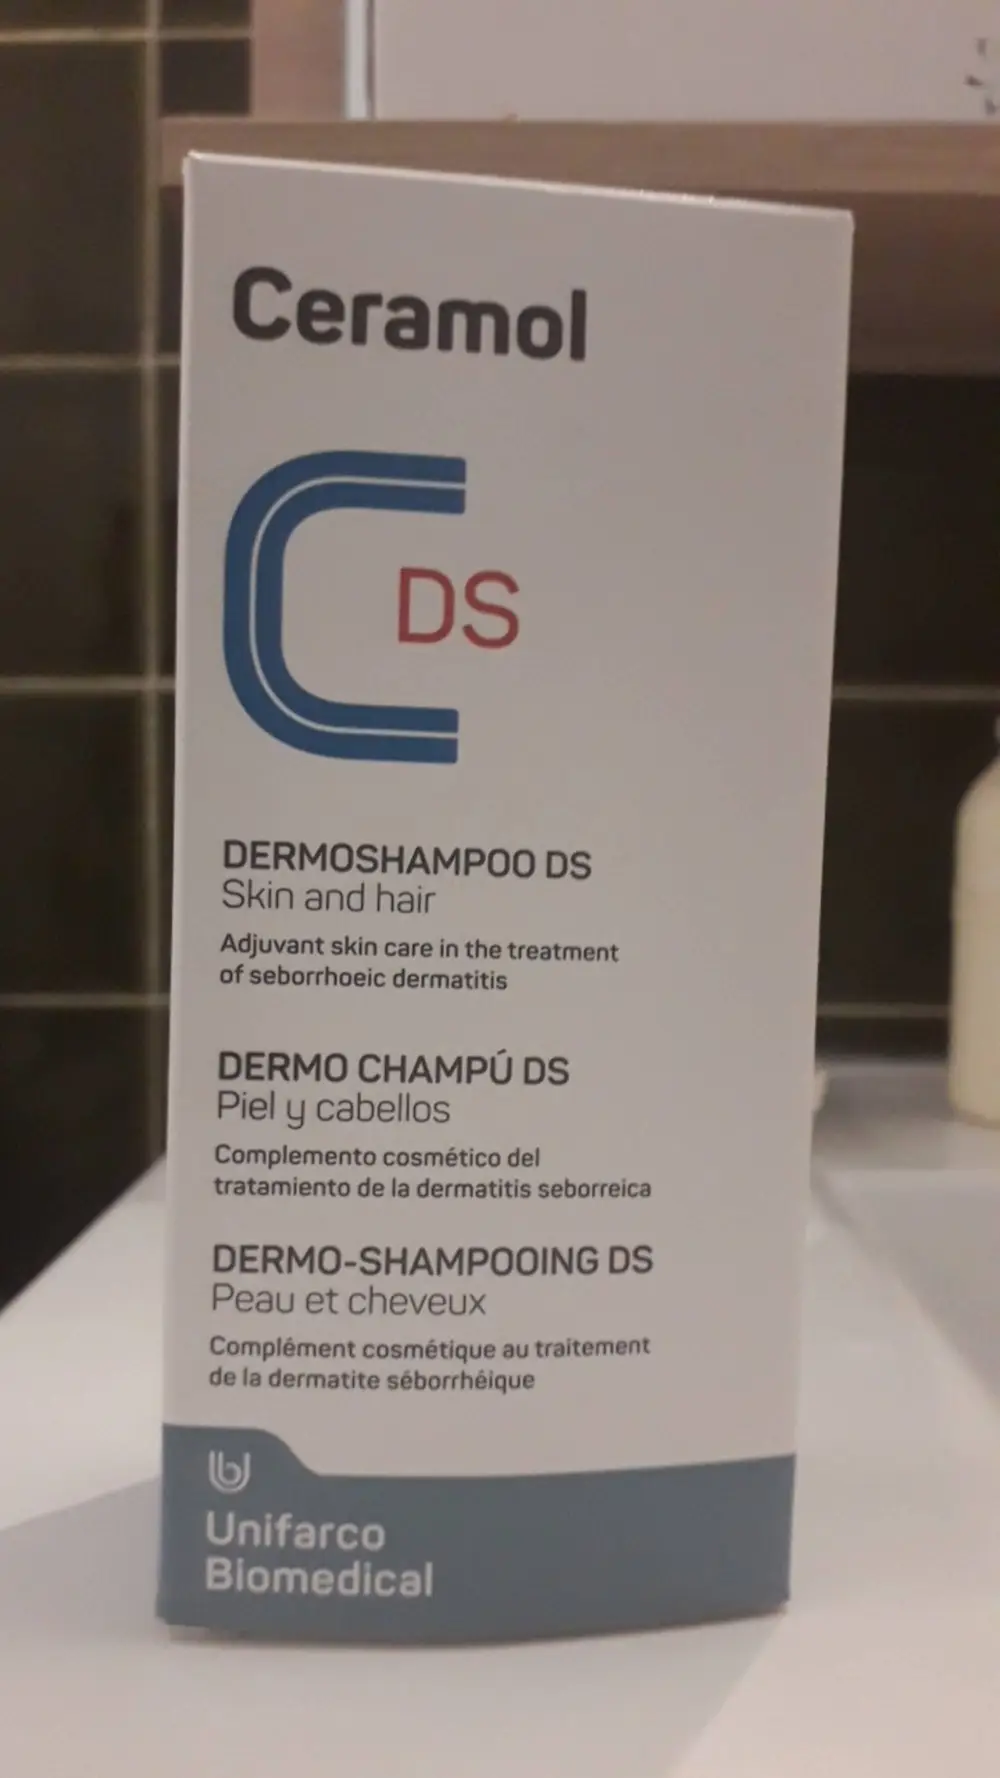 Ceramol
DS
DERMOSHAMPOO DS
Skin and hair
Adjuvant skin care in the treatment
of seborrhoeic dermatitis
DERMO CHAMPÚ DS
Piel y cabellos
Complemento cosmético del
tratamiento de la dermatitis seborreica
DERMO-SHAMPOOING DS
Peau et cheveux
Complément cosmétique au traitement
de la dermatite séborrhéique
Unifarco
Biomedical